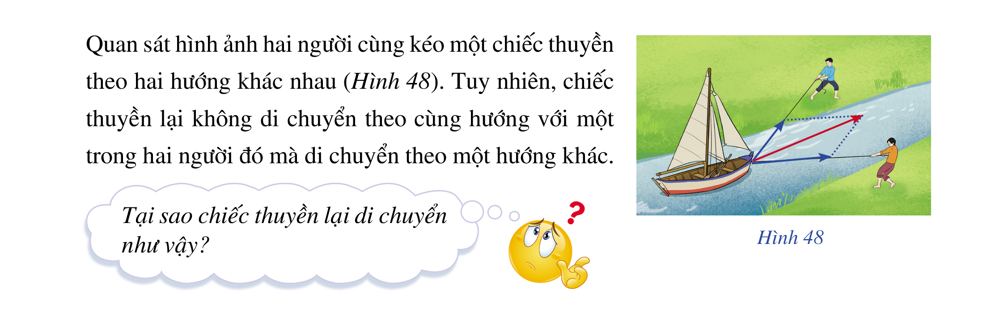 Quan sát hình ảnh hai người cùng kéo một chiếc thuyền
theo hai hướng khác nhau (Hình 48). Tuy nhiên, chiếc
thuyền lại không di chuyển theo cùng hướng với một
trong hai người đó mà di chuyển theo một hướng khác.
Tại sao chiếc thuyền lại di chuyển
như vậy?
?
Hình 48